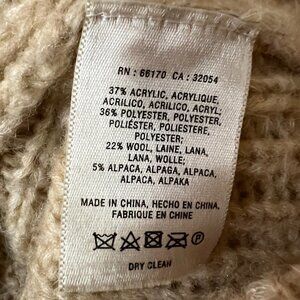 RN : 66170 CA : 32054
37% ACRYLIC, ACRYLIQUE,
ACRILICO, ACRILICO, ACRYL;
36% POLYESTER, POLYESTER,
POLIÉSTER, POLIESTERE,
POLYESTER;
22% WOOL, LAINE, LANA,
LANA, WOLLE;
5% ALPACA, ALPAGA, ALPACA,
ALPACA, ALPAKA
MADE IN CHINA, HECHO EN CHINA,
FABRIQUE EN CHINE
P
DRY CLEAN